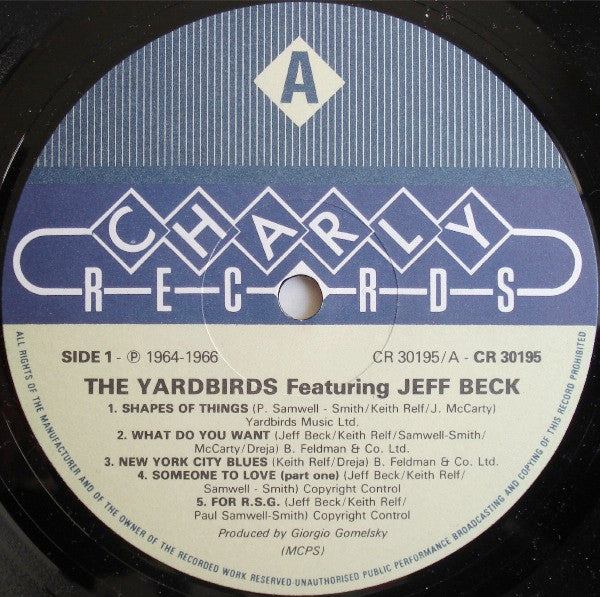 A
CHARLY
RECORDS
SIDE 1 - ℗ 1964-1966 CR 30195/A - CR 30195
THE YARDBIRDS Featuring JEFF BECK
1. SHAPES OF THINGS (P. Samwell - Smith/Keith Relf/J. McCarty)
Yardbirds Music Ltd.
2. WHAT DO YOU WANT (Jeff Beck/Keith Relf/Samwell-Smith/
McCarty/Dreja) B. Feldman & Co. Ltd.
3. NEW YORK CITY BLUES (Keith Relf/Dreja) B. Feldman & Co. Ltd.
4. SOMEONE TO LOVE (part one) (Jeff Beck/Keith Relf/
Samwell - Smith) Copyright Control
5. FOR R.S.G. (Jeff Beck/Keith Relf/
Paul Samwell-Smith) Copyright Control
Produced by Giorgio Gomelsky
(MCPS)
ALL RIGHTS OF THE MANUFACTURER AND OF THE OWNER OF THE RECORDED WORK RESERVED-UNAUTHORISED PUBLIC PERFORMANCE BROADCASTING AND COPYING OF THIS RECORD PROHIBITED